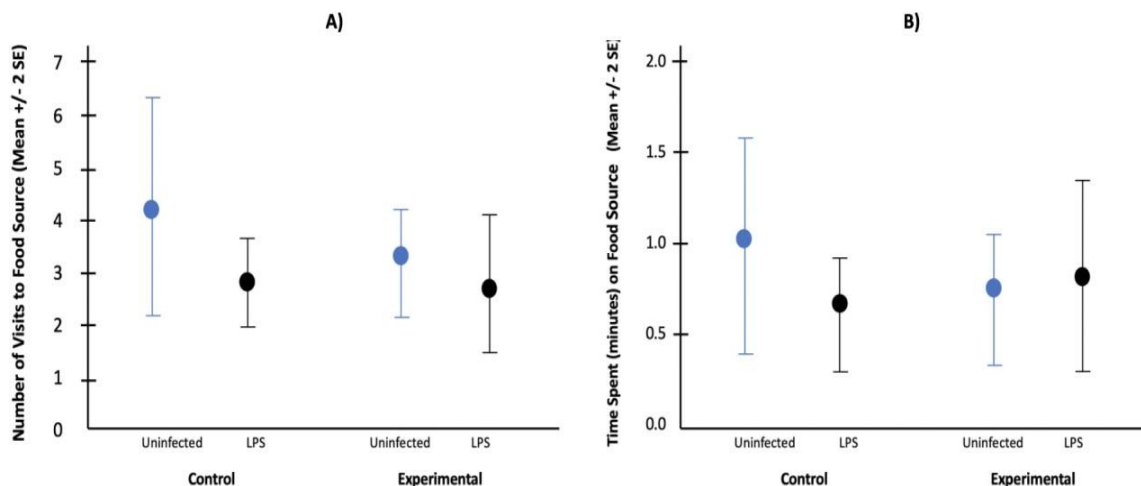 A)
Number of Visits to Food Source (Mean +/- 2 SE)
7
6
5
4
3
2
1
0
Uninfected LPS Uninfected LPS
Control Experimental
B)
Time Spent (minutes) on Food Source (Mean +/- 2 SE)
2.0
1.5
1.0
0.5
0.0
Uninfected LPS Uninfected LPS
Control Experimental